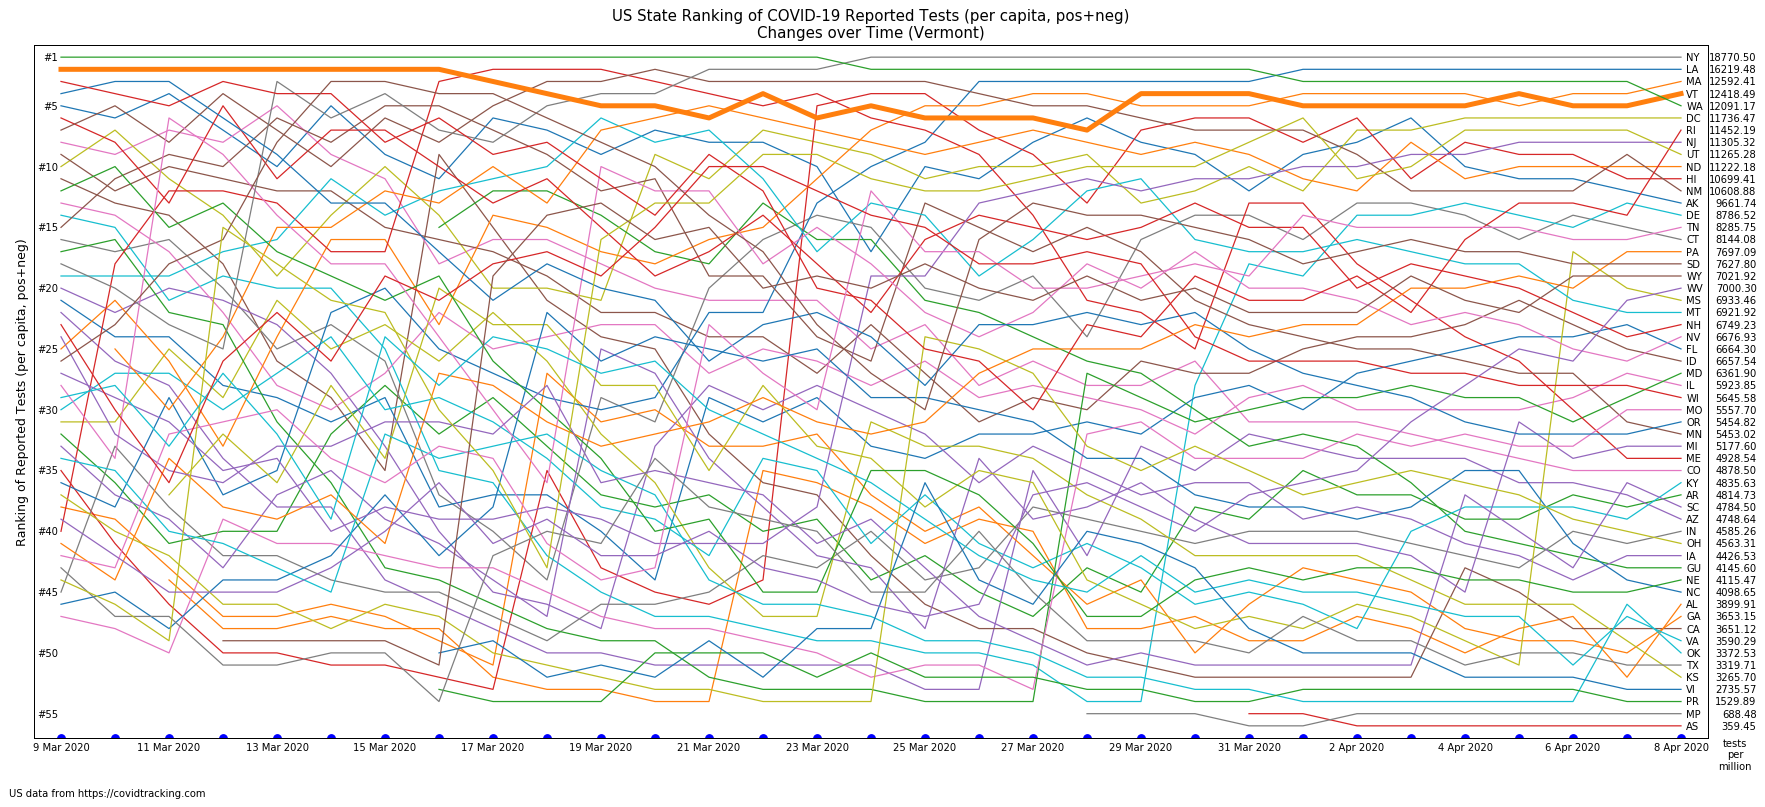 US State Ranking of COVID-19 Reported Tests (per capita, pos+neg)
Changes over Time (Vermont)
Ranking of Reported Tests (per capita, pos+neg)
#1
#5
#10
#15
#20
#25
#30
#35
#40
#45
#50
#55
NY 18770.50
LA 16219.48
MA 12592.41
VT 12418.49
WA 12091.17
DC 11736.47
RI 11452.19
NJ 11305.32
UT 11265.28
ND 11222.18
HI 10699.41
NM 10608.88
AK 9661.74
DE 8786.52
TN 8285.75
CT 8144.08
PA 7697.09
SD 7627.80
WY 7021.92
WV 7000.30
MS 6933.46
MT 6921.92
NH 6749.23
NV 6676.93
FL 6664.30
ID 6657.54
MD 6361.90
IL 5923.85
WI 5645.58
MO 5557.70
OR 5454.82
MN 5453.02
MI 5177.60
ME 4928.54
CO 4878.50
KY 4835.63
AR 4814.73
SC 4784.50
AZ 4748.64
IN 4585.26
OH 4563.31
IA 4426.53
GU 4145.60
NE 4115.47
NC 4098.65
AL 3899.91
GA 3653.15
CA 3651.12
VA 3590.29
OK 3372.53
TX 3319.71
KS 3265.70
VI 2735.57
PR 1529.89
MP 688.48
AS 359.45
9 Mar 2020
11 Mar 2020
13 Mar 2020
15 Mar 2020
17 Mar 2020
19 Mar 2020
21 Mar 2020
23 Mar 2020
25 Mar 2020
27 Mar 2020
29 Mar 2020
31 Mar 2020
2 Apr 2020
4 Apr 2020
6 Apr 2020
8 Apr 2020
tests
per
million
US data from https://covidtracking.com